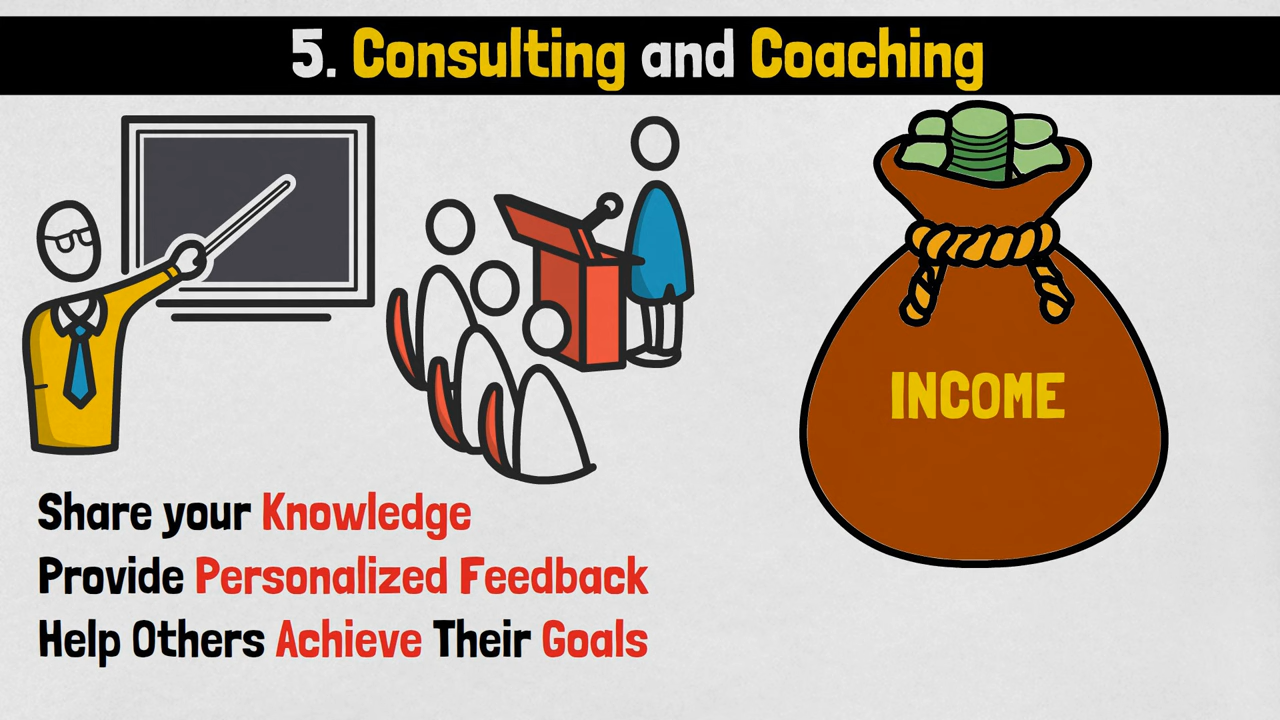 5. Consulting and Coaching
INCOME
Share your Knowledge
Provide Personalized Feedback
Help Others Achieve Their Goals